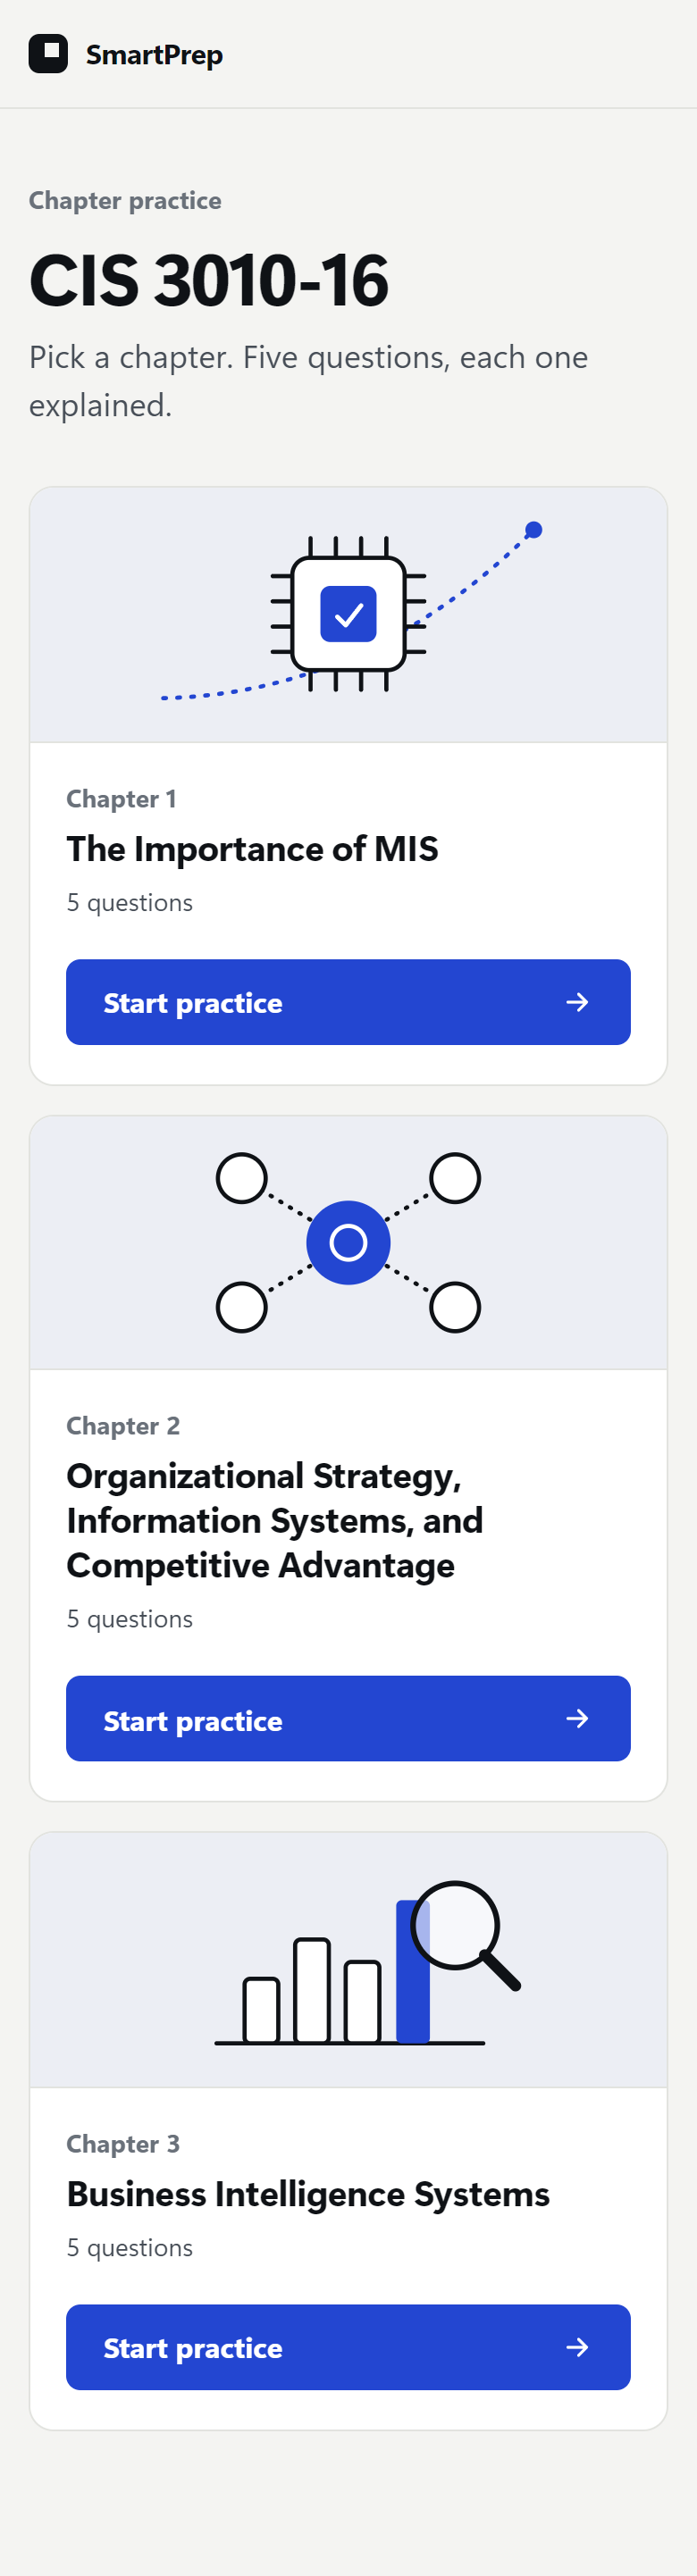 SmartPrep
Chapter practice
CIS 3010-16
Pick a chapter. Five questions, each one
explained.
Chapter 1
The Importance of MIS
5 questions
Start practice →
Chapter 2
Organizational Strategy,
Information Systems, and
Competitive Advantage
5 questions
Start practice →
Chapter 3
Business Intelligence Systems
5 questions
Start practice →